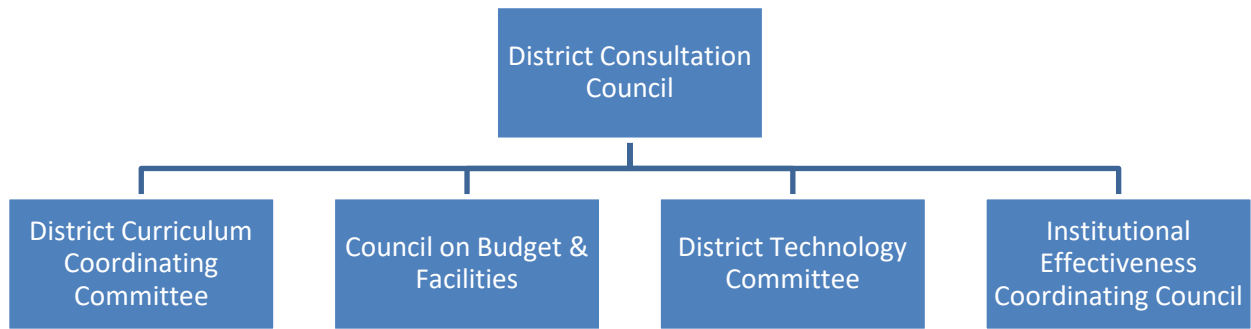 District Consultation
Council
District Curriculum
Coordinating
Committee
Council on Budget &
Facilities
District Technology
Committee
Institutional
Effectiveness
Coordinating Council